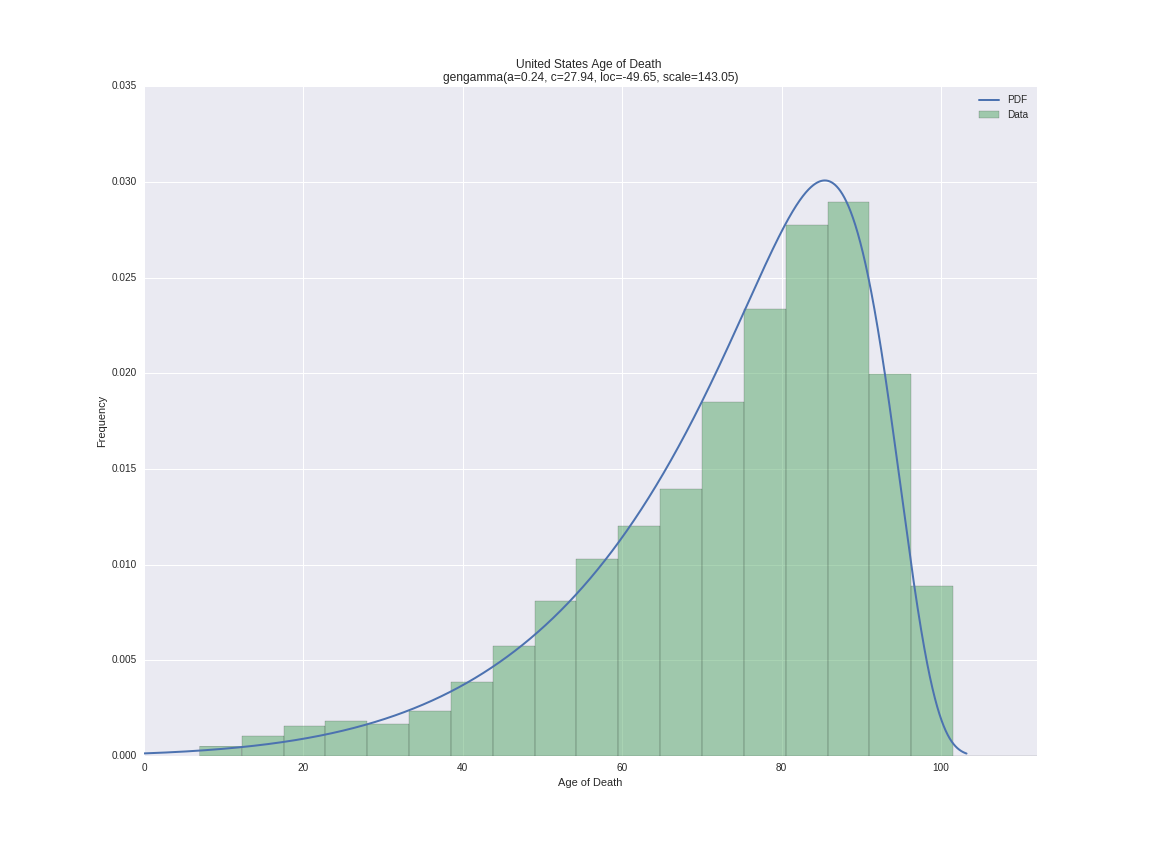 United States Age of Death
gengamma(a=0.24, c=27.94, loc=-49.65, scale=143.05)
PDF
Data
Frequency
0.035
0.030
0.025
0.020
0.015
0.010
0.005
0.000
0 20 40 60 80 100
Age of Death